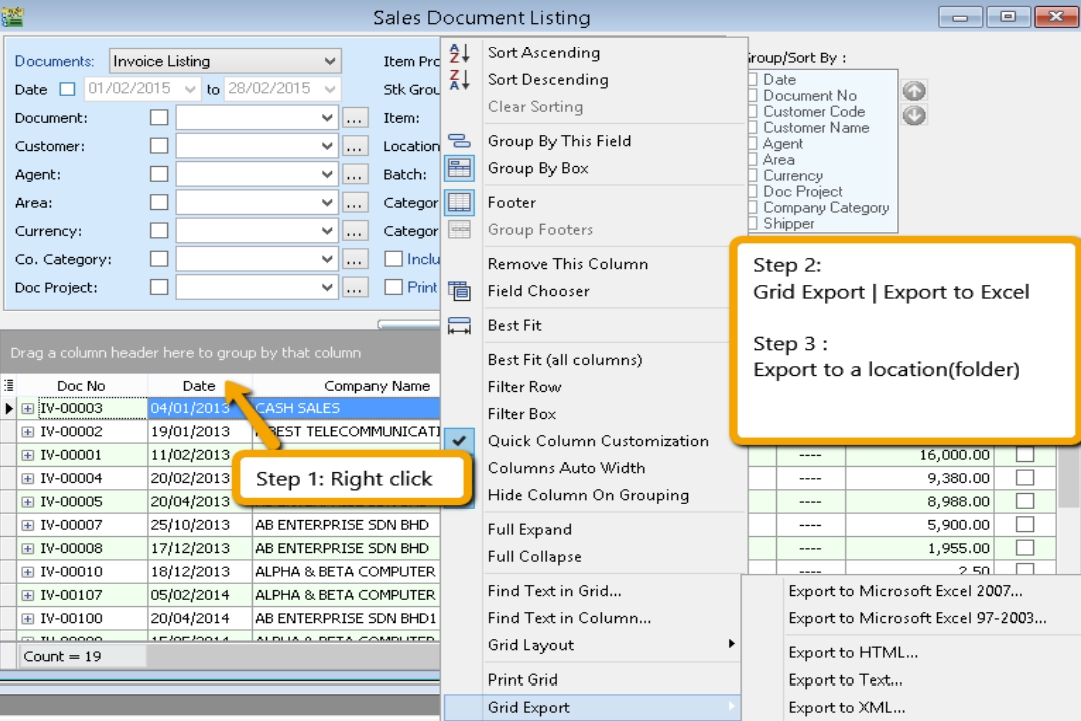 Sales Document Listing
Documents: Invoice Listing
Date 01/02/2015 to 28/02/2015
Document: ...
Customer: ...
Agent: ...
Area: ...
Currency: ...
Co. Category: ...
Doc Project: ...
Item Pro
Stk Grou
Item:
Location
Batch:
Categor
Categor
Inclu
Print
Sort Ascending
Sort Descending
Clear Sorting
Group By This Field
Group By Box
Footer
Group Footers
Remove This Column
Field Chooser
Best Fit
Best Fit (all columns)
Filter Row
Filter Box
Quick Column Customization
Columns Auto Width
Hide Column On Grouping
Full Expand
Full Collapse
Find Text in Grid...
Find Text in Column...
Grid Layout
Print Grid
Grid Export
Group/Sort By :
Date
Document No
Customer Code
Customer Name
Agent
Area
Currency
Doc Project
Company Category
Shipper
Step 2:
Grid Export | Export to Excel
Step 3 :
Export to a location(folder)
Drag a column header here to group by that column
Doc No Date Company Name
IV-00003 04/01/2013 CASH SALES
IV-00002 19/01/2013 BEST TELECOMMUNICATI
IV-00001 11/02/2013 ---- 16,000.00
IV-00004 20/02/2013 ---- 9,380.00
IV-00005 20/04/2013 ---- 8,988.00
IV-00007 25/10/2013 AB ENTERPRISE SDN BHD ---- 5,900.00
IV-00008 17/12/2013 AB ENTERPRISE SDN BHD ---- 1,955.00
IV-00010 18/12/2013 ALPHA & BETA COMPUTER ---- 2.50
IV-00107 05/02/2014 ALPHA & BETA COMPUTER
IV-00100 20/04/2014 AB ENTERPRISE SDN BHD1
Step 1: Right click
Count = 19
Export to Microsoft Excel 2007...
Export to Microsoft Excel 97-2003...
Export to HTML...
Export to Text...
Export to XML...